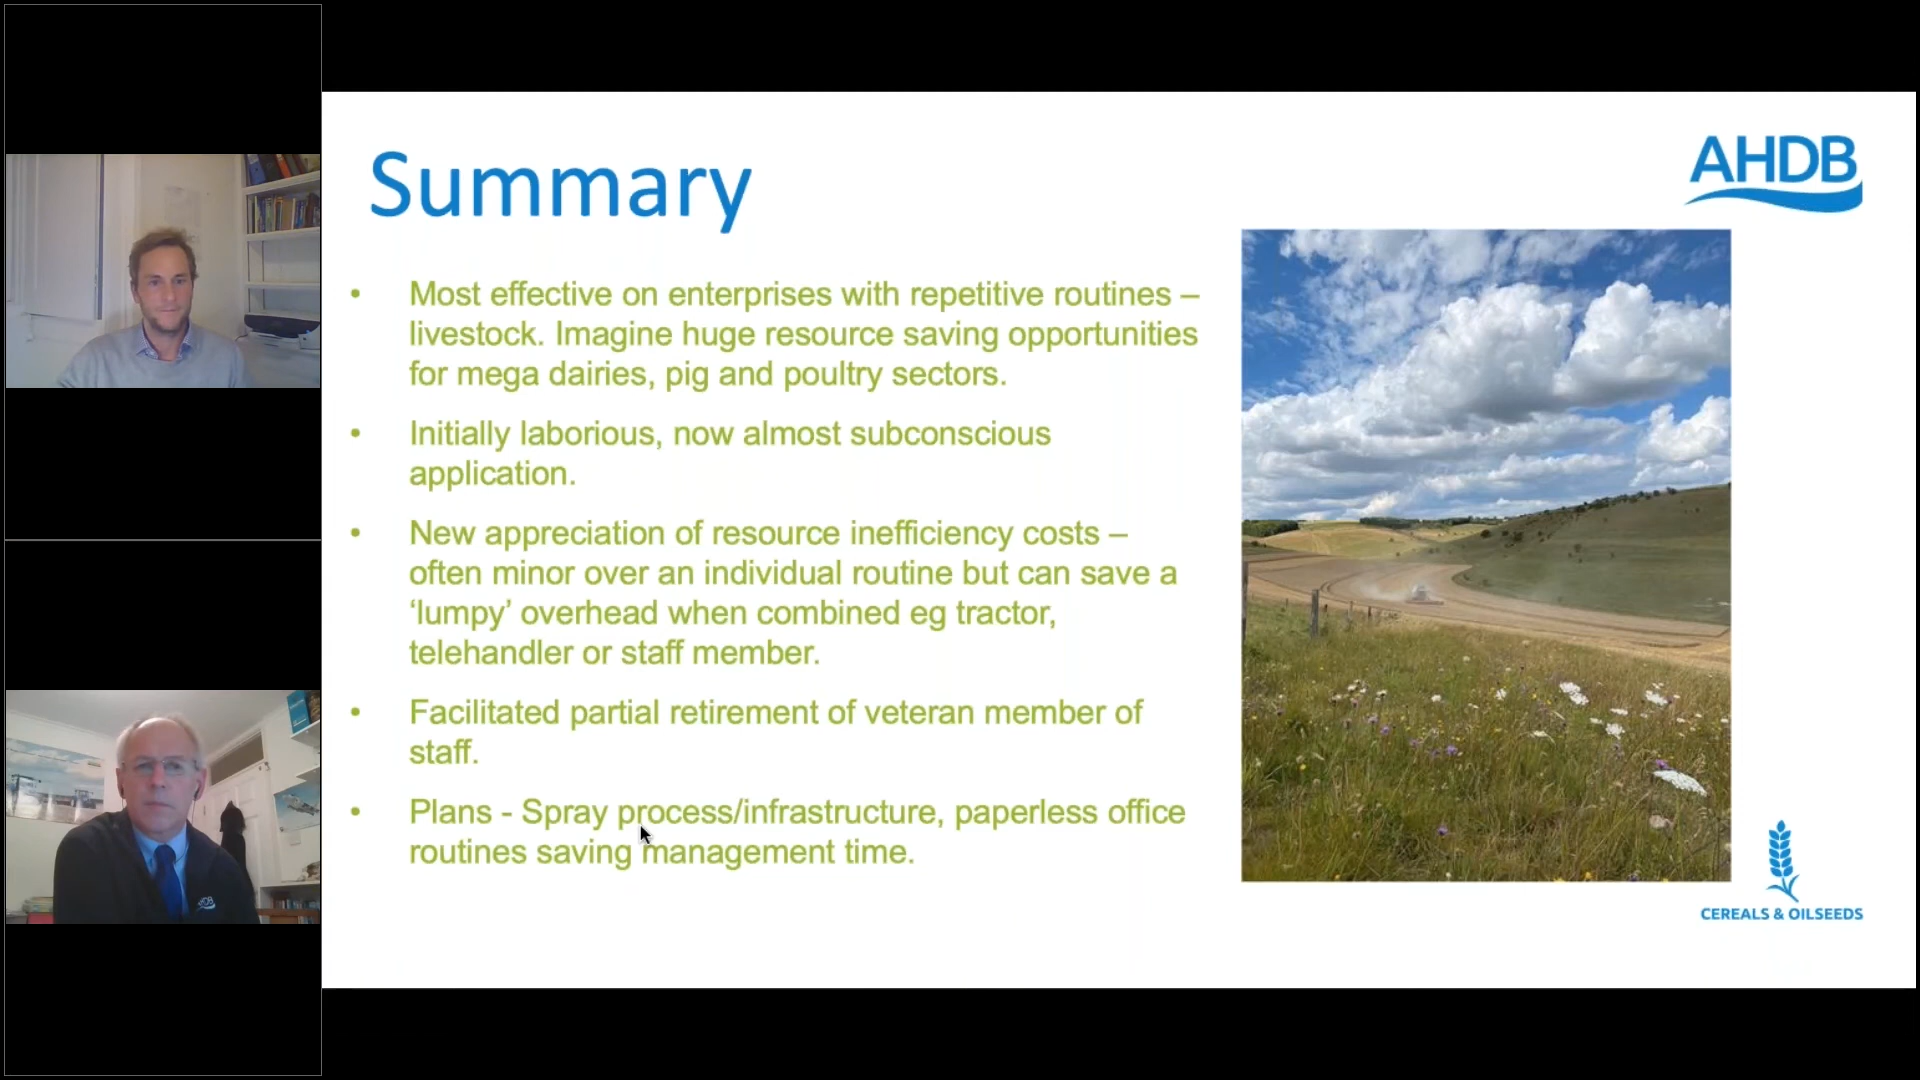 Summary
AHDB
• Most effective on enterprises with repetitive routines –
livestock. Imagine huge resource saving opportunities
for mega dairies, pig and poultry sectors.
• Initially laborious, now almost subconscious
application.
• New appreciation of resource inefficiency costs –
often minor over an individual routine but can save a
‘lumpy’ overhead when combined eg tractor,
telehandler or staff member.
• Facilitated partial retirement of veteran member of
staff.
• Plans - Spray process/infrastructure, paperless office
routines saving management time.
CEREALS & OILSEEDS
AHDB